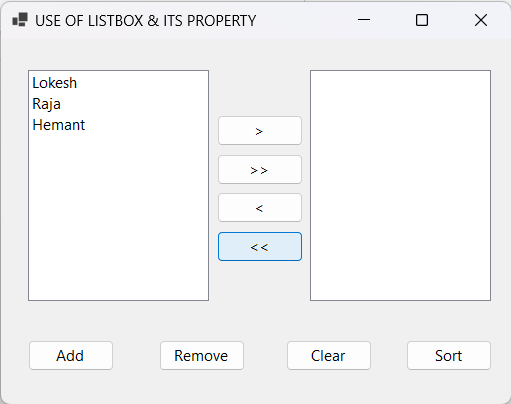 USE OF LISTBOX & ITS PROPERTY
Lokesh
Raja
Hemant
>
>>
<
<<
Add Remove Clear Sort